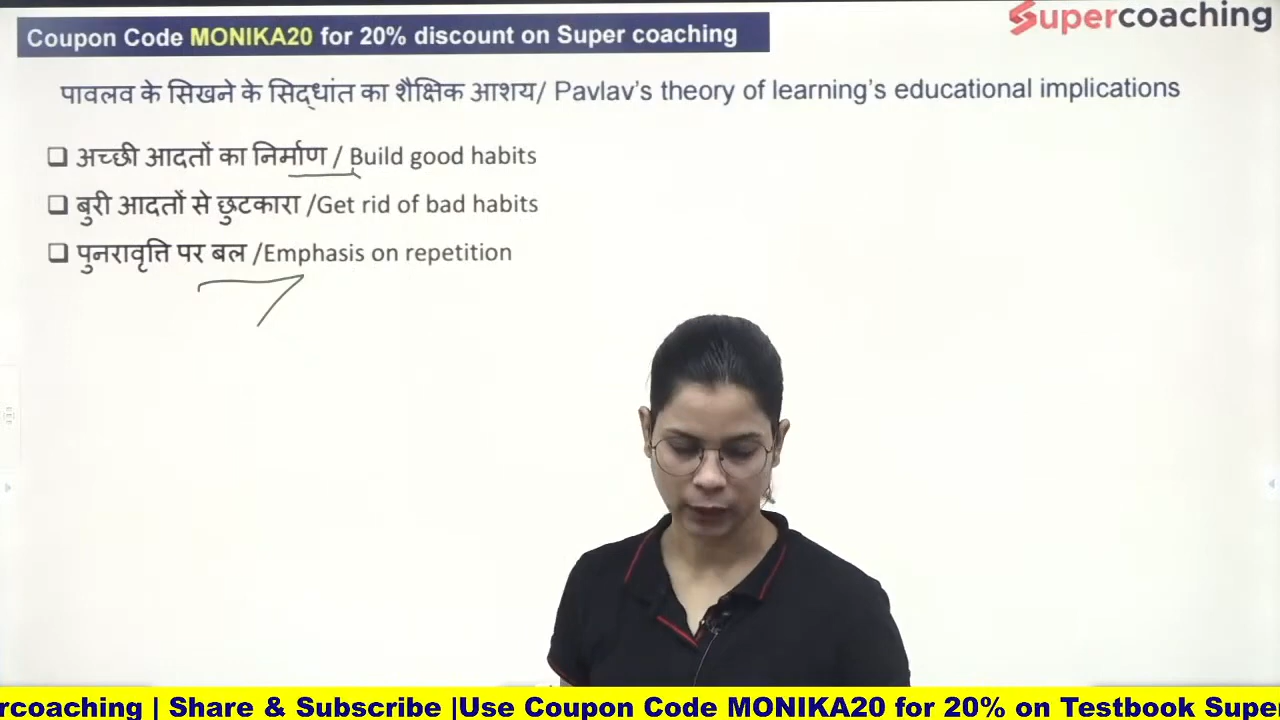 Coupon Code MONIKA20 for 20% discount on Super coaching
Supercoaching
पावलव के सिखने के सिद्धांत का शैक्षिक आशय/ Pavlav's theory of learning's educational implications
अच्छी आदतों का निर्माण / Build good habits
बुरी आदतों से छुटकारा /Get rid of bad habits
पुनरावृत्ति पर बल /Emphasis on repetition
rcoaching | Share & Subscribe |Use Coupon Code MONIKA20 for 20% on Testbook Supe